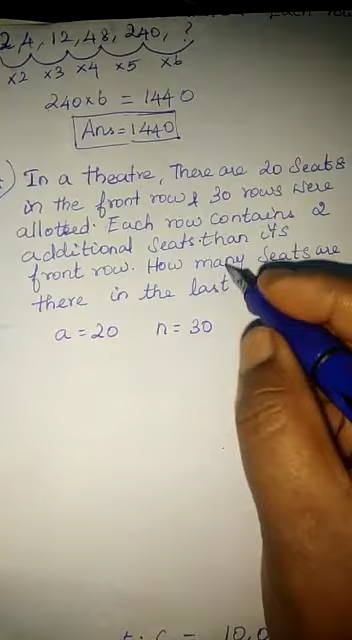 2, 4, 12, 48, 240, ?
×2 ×3 ×4 ×5 ×6
240×6 = 1440
Ans=1440
In a theatre, There are 20 Seats
in the front row & 30 rows were
allotted. Each row contains 2
additional Seats than its
front row. How many Seats are
there in the last
a = 20 n = 30